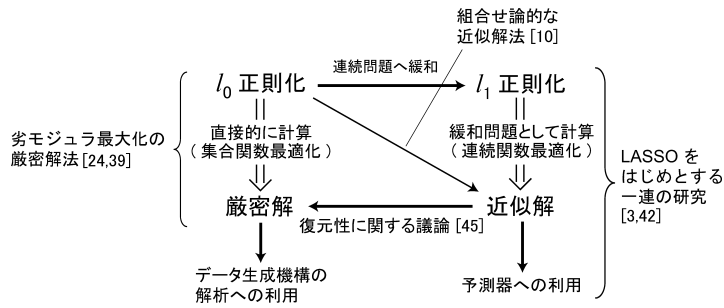 組合せ論的な
近似解法 [10]
l0 正則化
連続問題へ緩和
l1 正則化
劣モジュラ最大化の
厳密解法 [24,39]
直接的に計算
( 集合関数最適化 )
緩和問題として計算
( 連続関数最適化 )
LASSO を
はじめとする
一連の研究
[3,42]
厳密解
近似解
復元性に関する議論 [45]
データ生成機構の
解析への利用
予測器への利用